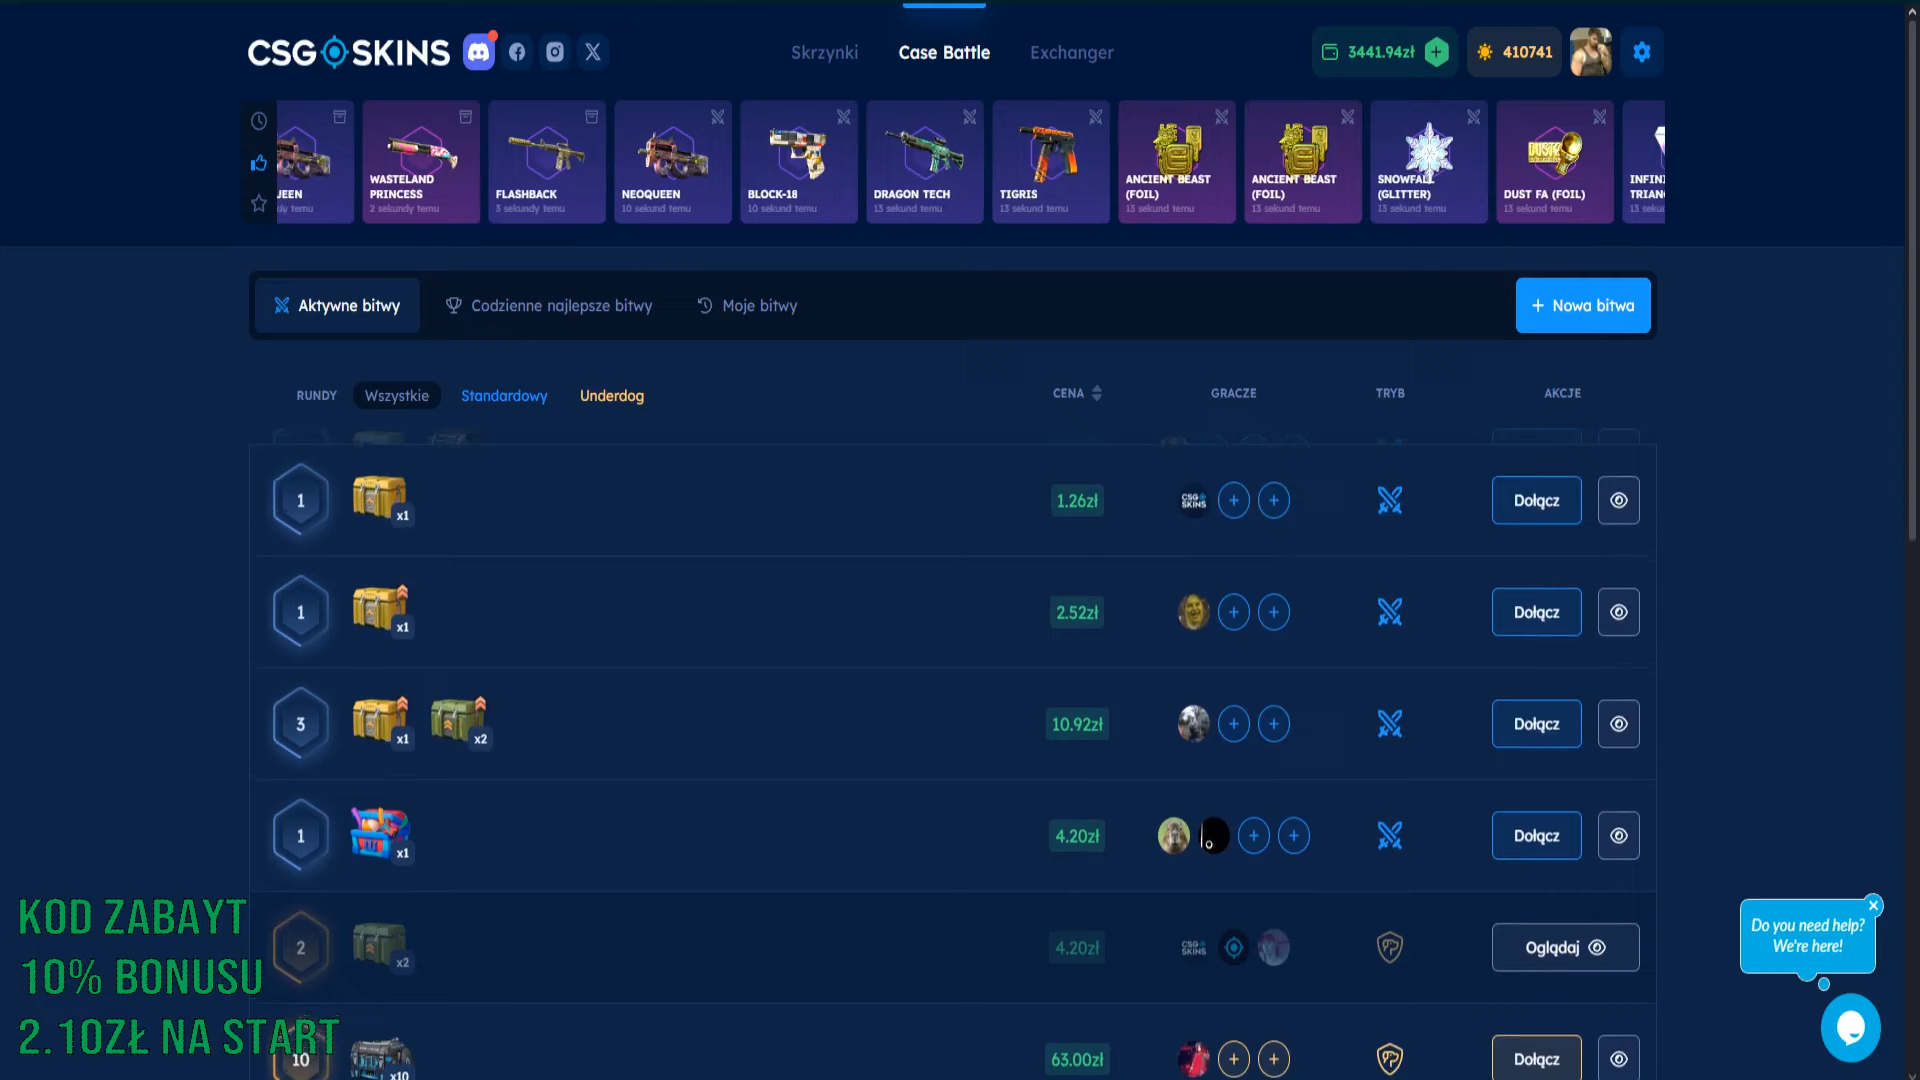 CSGOSKINS
Skrzynki
Case Battle
Exchanger
3441.94zł
410741
WASTELAND
PRINCESS
2 sekundy temu
FLASHBACK
3 sekundy temu
NEOQUEEN
10 sekund temu
BLOCK-18
10 sekund temu
DRAGON TECH
13 sekund temu
TIGRIS
13 sekund temu
ANCIENT BEAST
(FOIL)
13 sekund temu
ANCIENT BEAST
(FOIL)
13 sekund temu
SNOWFALL
(GLITTER)
13 sekund temu
DUST FA (FOIL)
13 sekund temu
Aktywne bitwy
Codzienne najlepsze bitwy
Moje bitwy
+ Nowa bitwa
RUNDY
Wszystkie
Standardowy
Underdog
CENA
GRACZE
TRYB
AKCJE
1
x1
1.26zł
CSGO
SKINS
Dołącz
1
x1
2.52zł
Dołącz
3
x1
x2
10.92zł
Dołącz
1
x1
4.20zł
Dołącz
2
x2
4.20zł
CSGO
SKINS
Oglądaj
10
x10
63.00zł
Dołącz
KOD ZABAYT
10% BONUSU
2.10ZŁ NA START
Do you need help?
We're here!